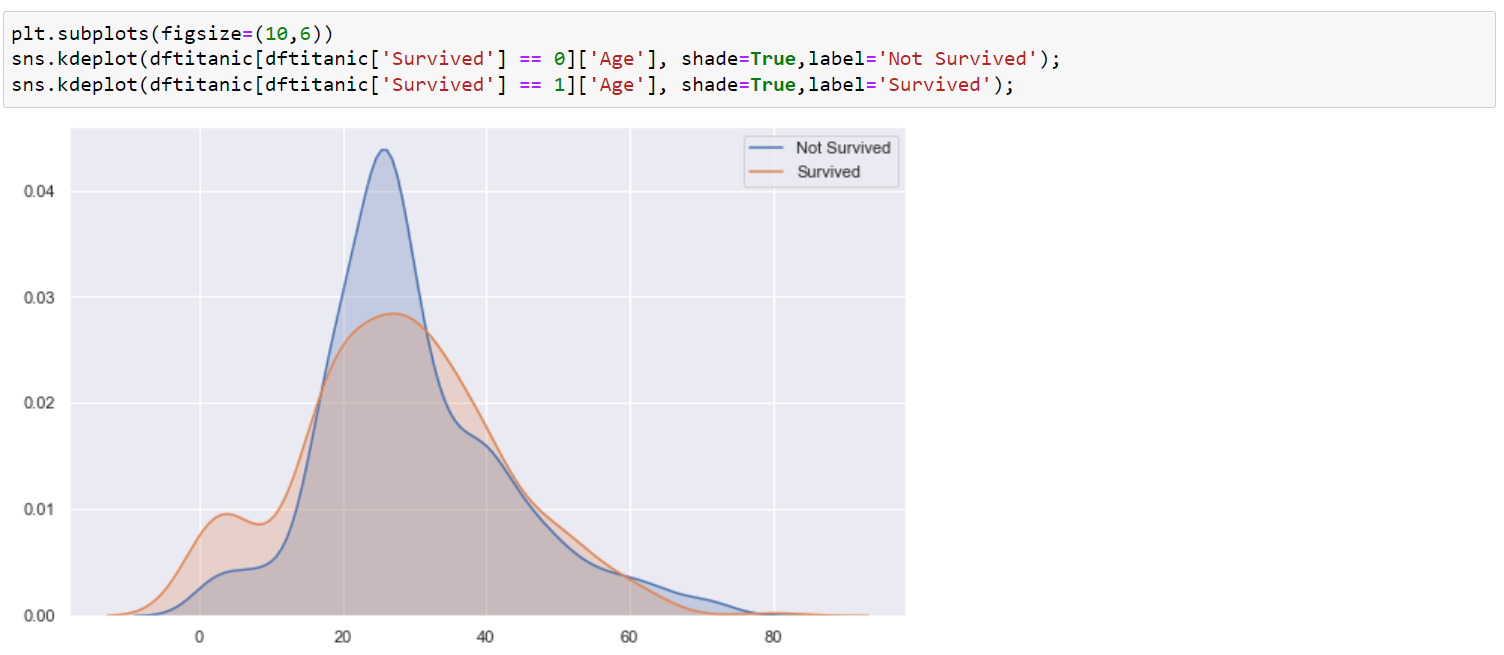 plt.subplots(figsize=(10,6))
sns.kdeplot(dftitanic[dftitanic['Survived'] == 0]['Age'], shade=True,label='Not Survived');
sns.kdeplot(dftitanic[dftitanic['Survived'] == 1]['Age'], shade=True,label='Survived');
Not Survived
Survived
0.04
0.03
0.02
0.01
0.00
0 20 40 60 80